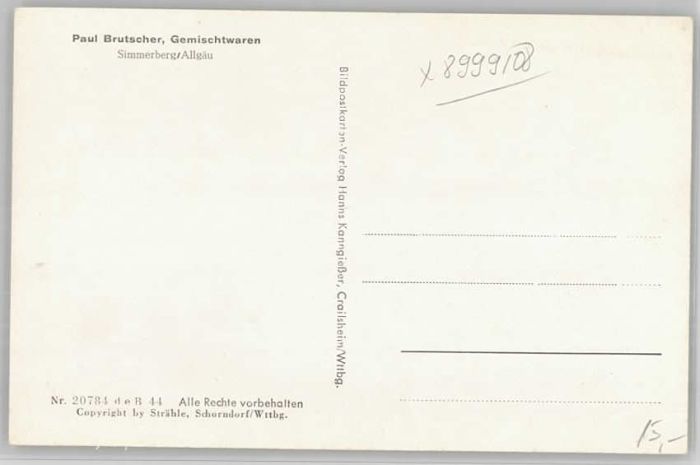 Paul Brutscher, Gemischtwaren
Simmerberg/Allgäu
x 8999108
Bildpostkarten-Verlag Hanns Kanngießer, Crailsheim/Wttbg.
Nr. 20784 d e B 44 Alle Rechte vorbehalten
Copyright by Strähle, Schorndorf/Wttbg.
15,-